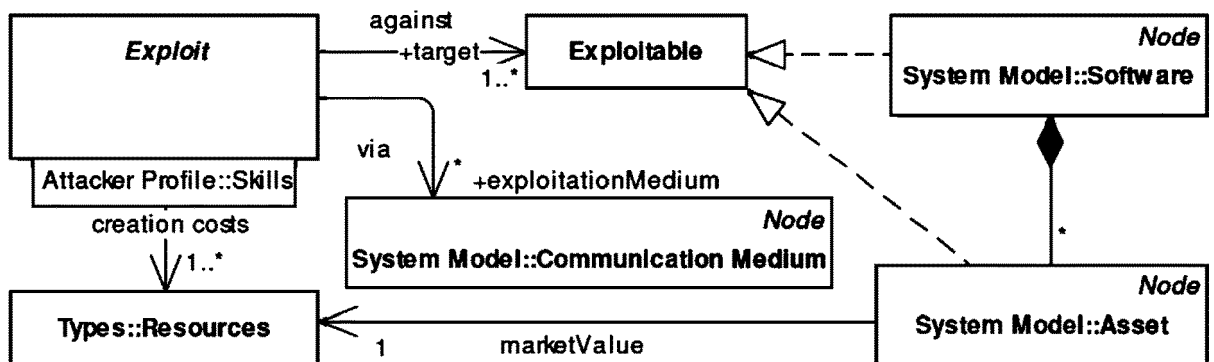 Exploit
against
+target
1..*
Exploitable
Node
System Model::Software
via
*
+exploitationMedium
Attacker Profile::Skills
creation costs
1..*
Node
System Model::Communication Medium
*
Types::Resources
1
marketValue
Node
System Model::Asset